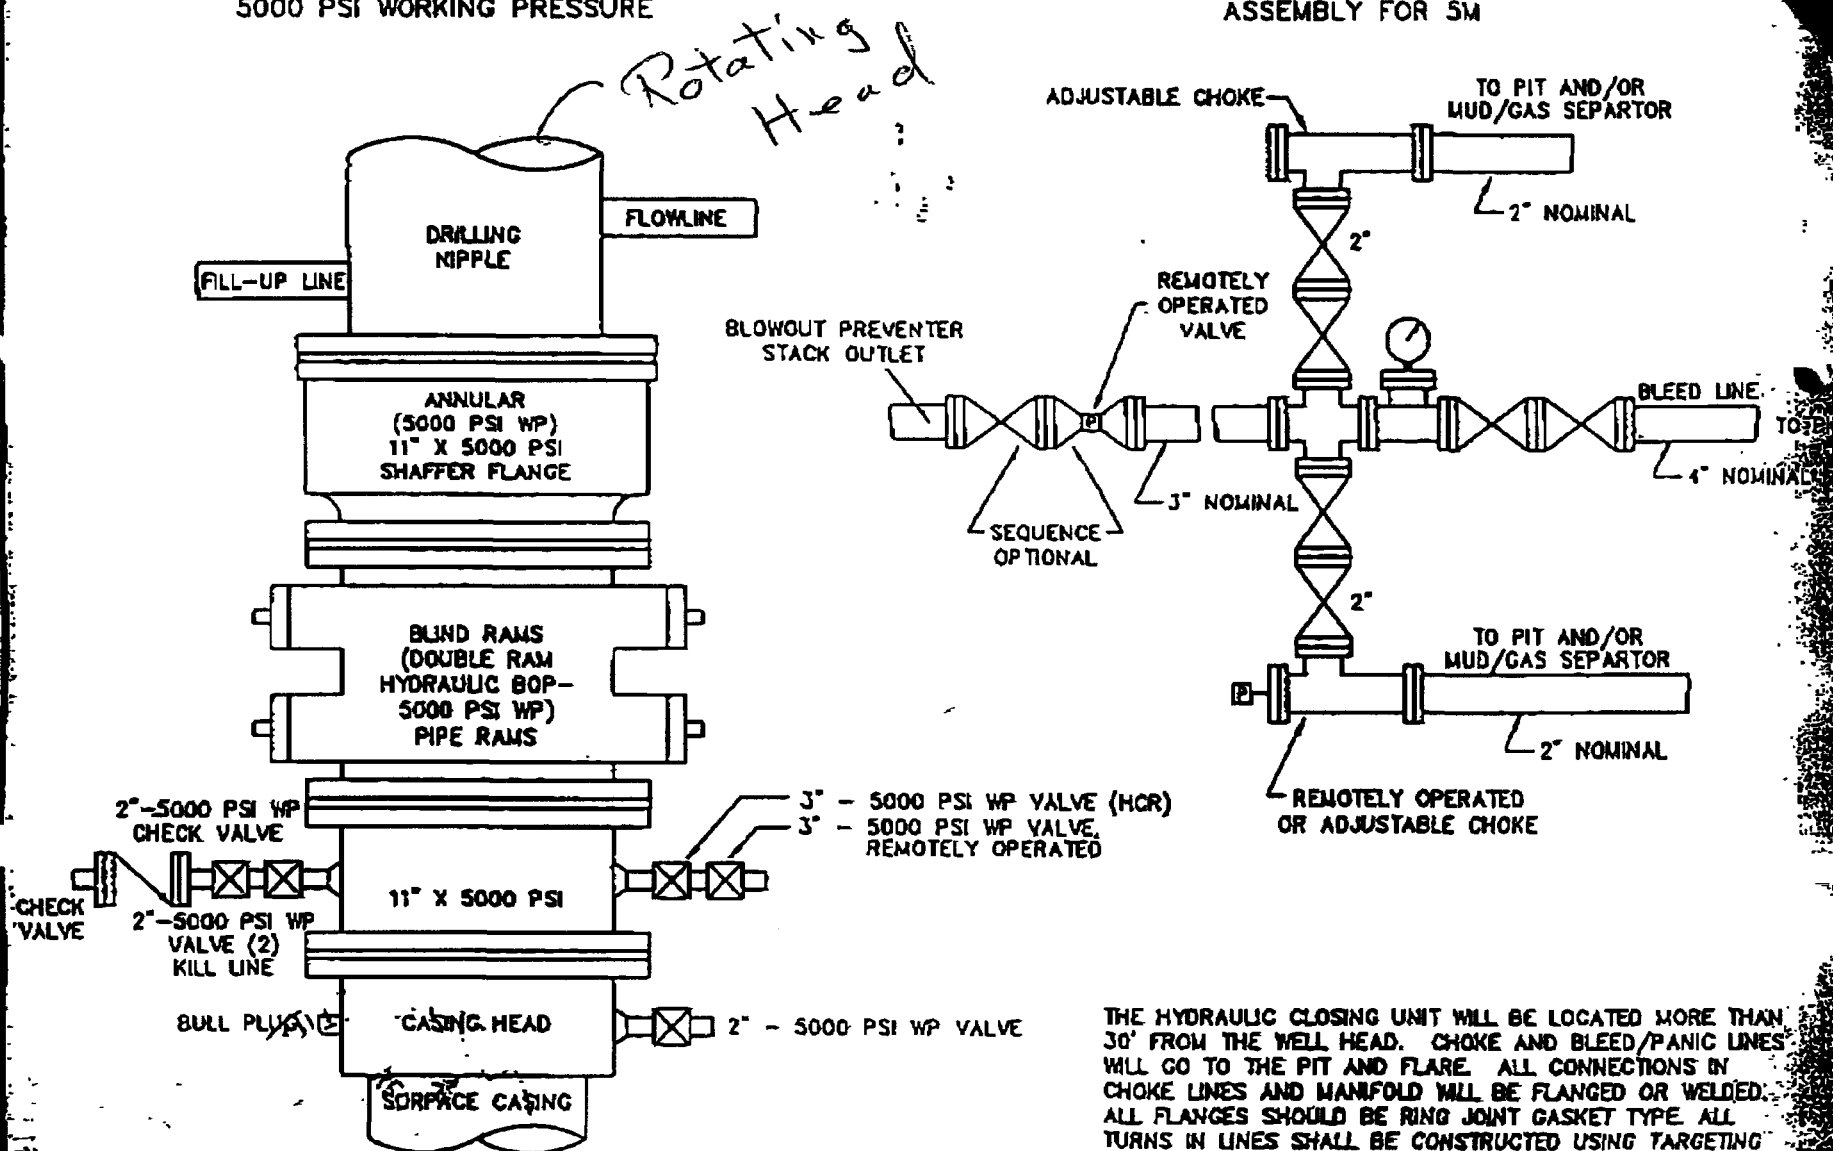 5000 PSI WORKING PRESSURE
Rotating
Head
DRILLING
NIPPLE
FLOWLINE
FILL-UP LINE
ANNULAR
(5000 PSI WP)
11" X 5000 PSI
SHAFFER FLANGE
BLIND RAMS
(DOUBLE RAM
HYDRAULIC BOP-
5000 PSI WP)
PIPE RAMS
2"-5000 PSI WP
CHECK VALVE
3" - 5000 PSI WP VALVE (HCR)
3" - 5000 PSI WP VALVE
REMOTELY OPERATED
CHECK
VALVE
2"-5000 PSI WP
VALVE (2)
KILL LINE
11" X 5000 PSI
BULL PLUG
CASING HEAD
2" - 5000 PSI WP VALVE
SURFACE CASING
ASSEMBLY FOR 5M
ADJUSTABLE CHOKE
TO PIT AND/OR
MUD/GAS SEPARTOR
2" NOMINAL
2"
REMOTELY
OPERATED
VALVE
BLOWOUT PREVENTER
STACK OUTLET
P
BLEED LINE
TO
4" NOMINAL
3" NOMINAL
SEQUENCE
OPTIONAL
2"
TO PIT AND/OR
MUD/GAS SEPARTOR
P
2" NOMINAL
REMOTELY OPERATED
OR ADJUSTABLE CHOKE
THE HYDRAULIC CLOSING UNIT WILL BE LOCATED MORE THAN
30' FROM THE WELL HEAD. CHOKE AND BLEED/PANIC LINES
WILL GO TO THE PIT AND FLARE. ALL CONNECTIONS IN
CHOKE LINES AND MANIFOLD WILL BE FLANGED OR WELDED.
ALL FLANGES SHOULD BE RING JOINT GASKET TYPE. ALL
TURNS IN LINES SHALL BE CONSTRUCTED USING TARGETING